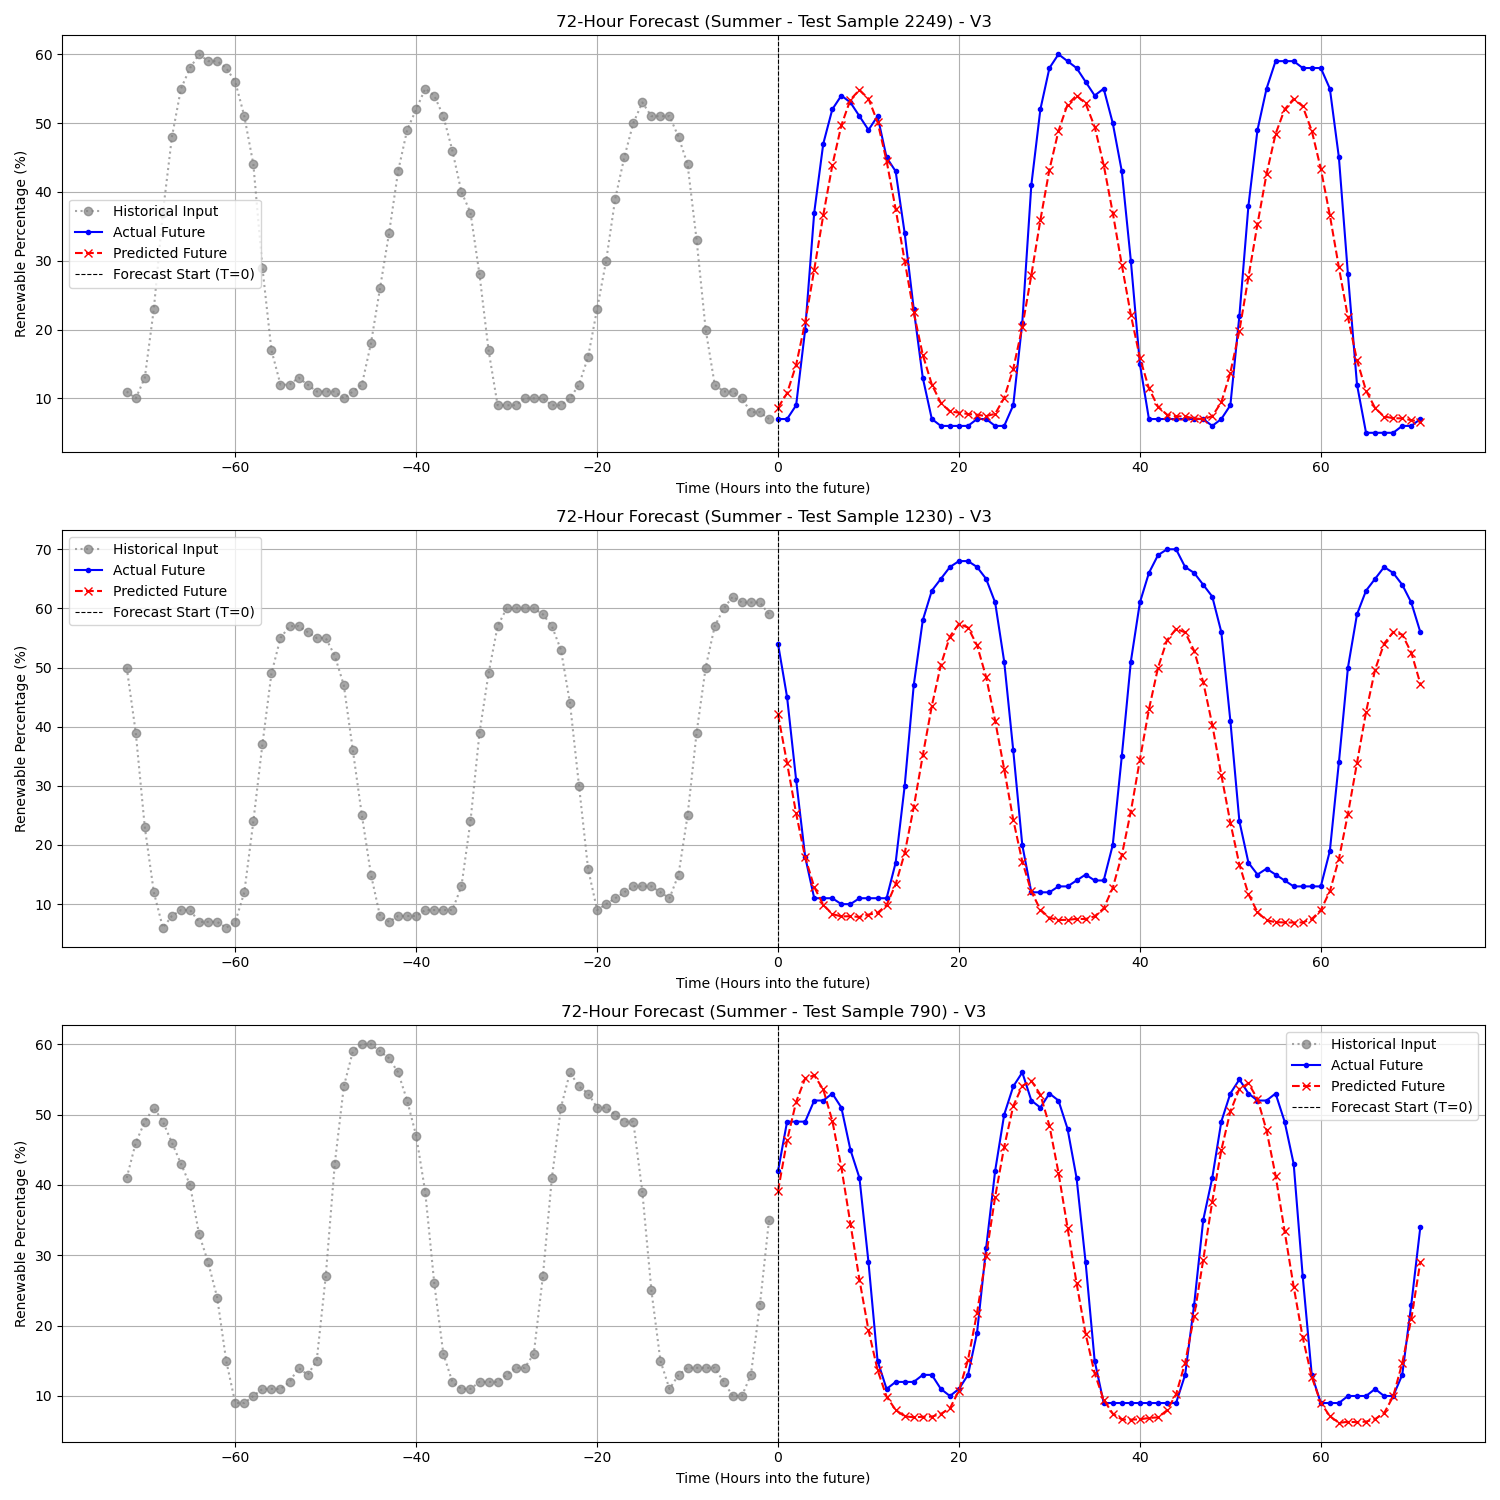 72-Hour Forecast (Summer - Test Sample 2249) - V3
Renewable Percentage (%)
60
50
40
30
20
10
Historical Input
Actual Future
Predicted Future
Forecast Start (T=0)
−60 −40 −20 0 20 40 60
Time (Hours into the future)
72-Hour Forecast (Summer - Test Sample 1230) - V3
Renewable Percentage (%)
70
60
50
40
30
20
10
Historical Input
Actual Future
Predicted Future
Forecast Start (T=0)
−60 −40 −20 0 20 40 60
Time (Hours into the future)
72-Hour Forecast (Summer - Test Sample 790) - V3
Renewable Percentage (%)
60
50
40
30
20
10
Historical Input
Actual Future
Predicted Future
Forecast Start (T=0)
−60 −40 −20 0 20 40 60
Time (Hours into the future)